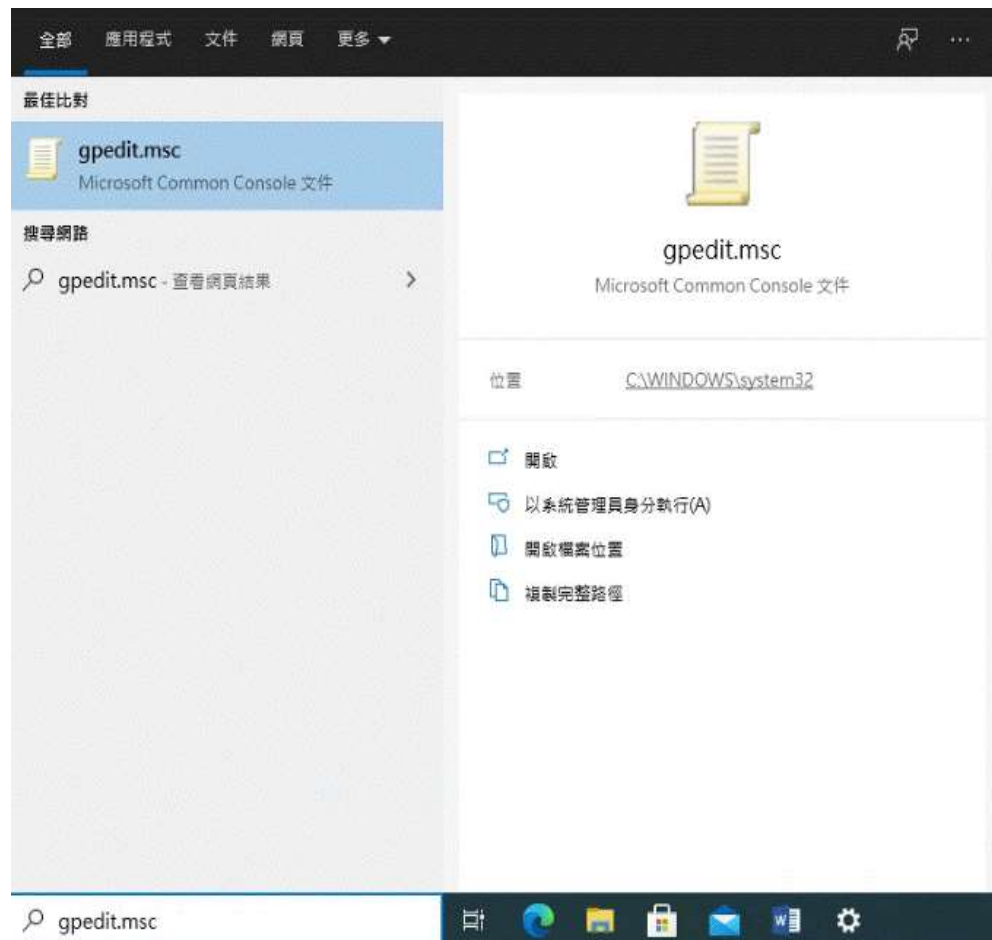 全部 應用程式 文件 網頁 更多
最佳比對
gpedit.msc
Microsoft Common Console 文件
搜尋網路
gpedit.msc - 查看網頁結果
gpedit.msc
Microsoft Common Console 文件
位置 C:\WINDOWS\system32
開啟
以系統管理員身分執行(A)
開啟檔案位置
複製完整路徑
gpedit.msc